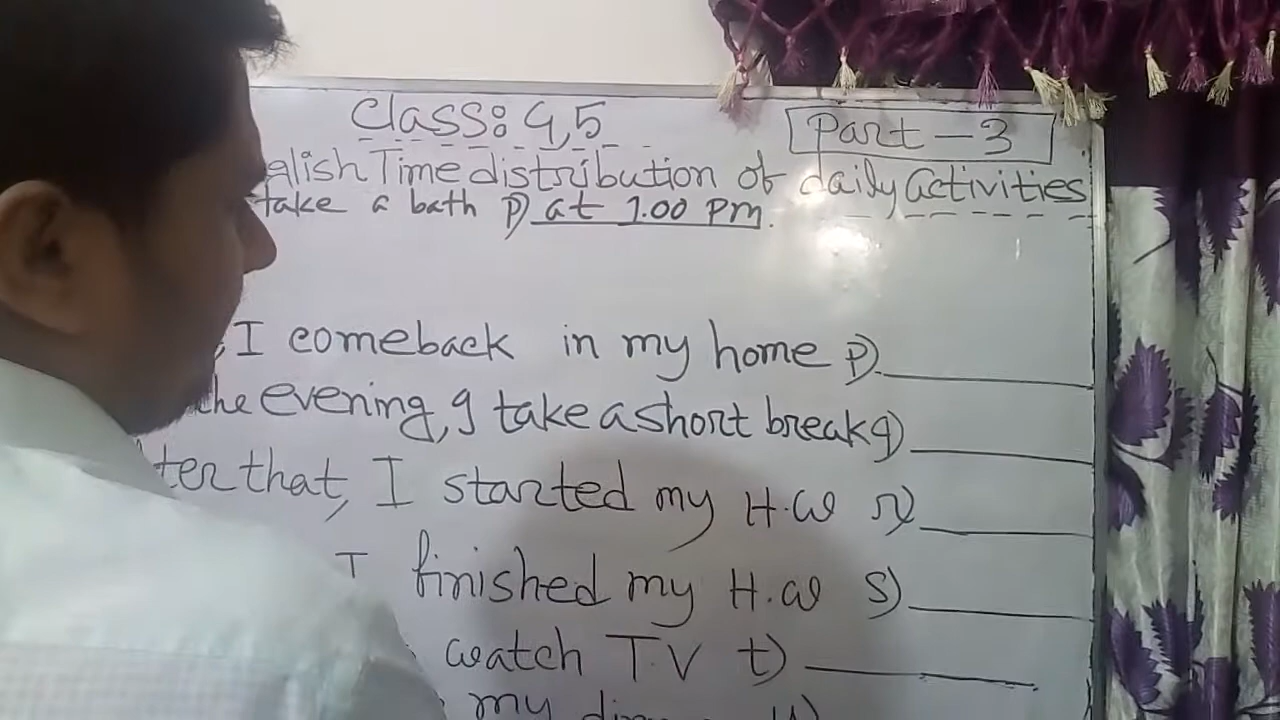 Class: 4,5
Part - 3
glish Time distribution of daily Activities
take a bath p) at 1.00 PM.
, I comeback in my home p)
the evening, I take a short break q)
ter that, I started my H.W r)
I finished my H.W s)
watch T.V t)
my